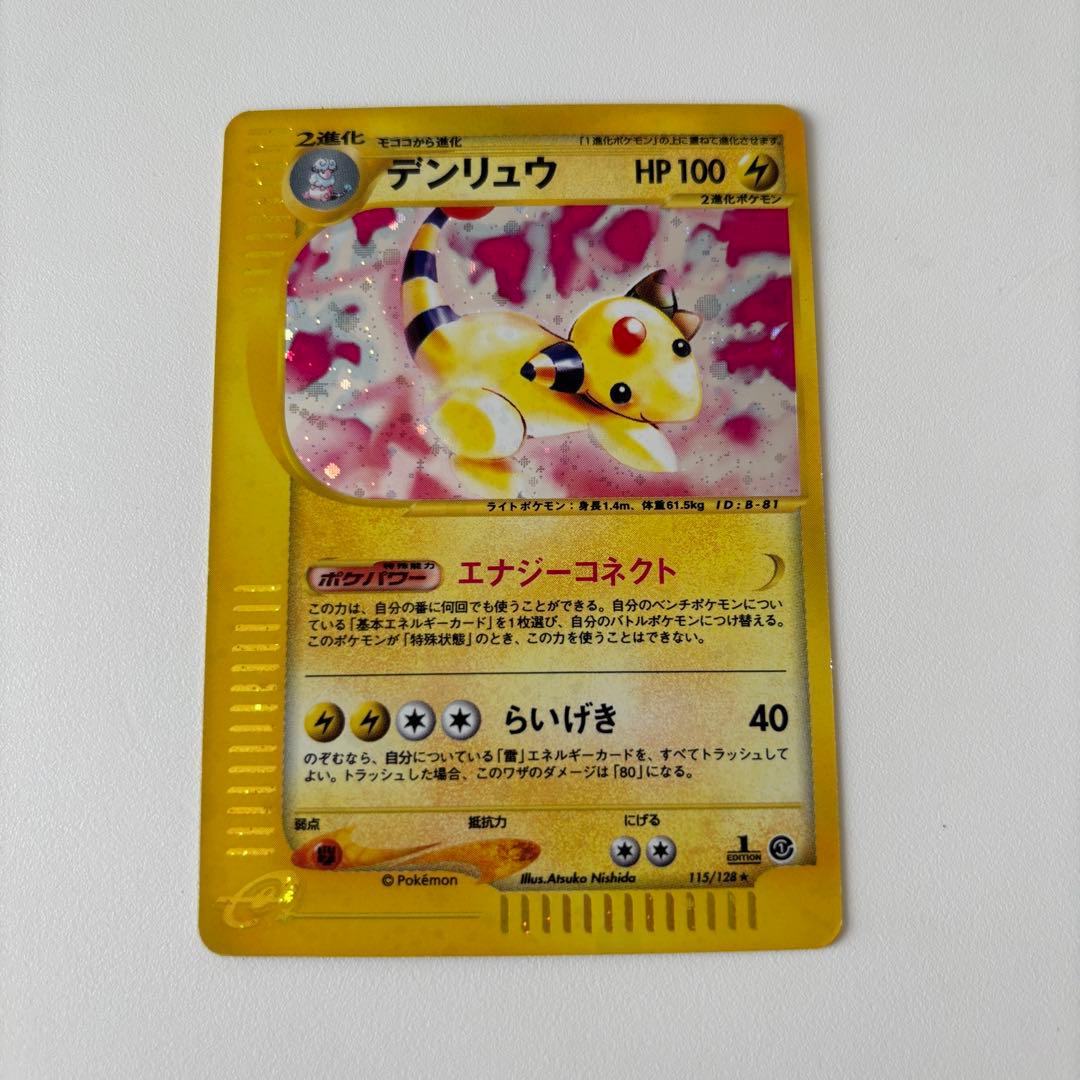 2進化 モココから進化 「1進化ポケモン」の上に重ねて進化させます。
デンリュウ HP 100
2進化ポケモン
ライトポケモン：身長1.4m、体重61.5kg ID:B-81
特殊能力
ポケパワー エナジーコネクト
この力は、自分の番に何回でも使うことができる。自分のベンチポケモンについ
ている「基本エネルギーカード」を1枚選び、自分のバトルポケモンにつけ替える。
このポケモンが「特殊状態」のとき、この力を使うことはできない。
らいげき 40
のぞむなら、自分についている「雷」エネルギーカードを、すべてトラッシュして
よい。トラッシュした場合、このワザのダメージは「80」になる。
弱点 抵抗力 にげる
1 EDITION
© Pokémon Illus.Atsuko Nishida 115/128★
e